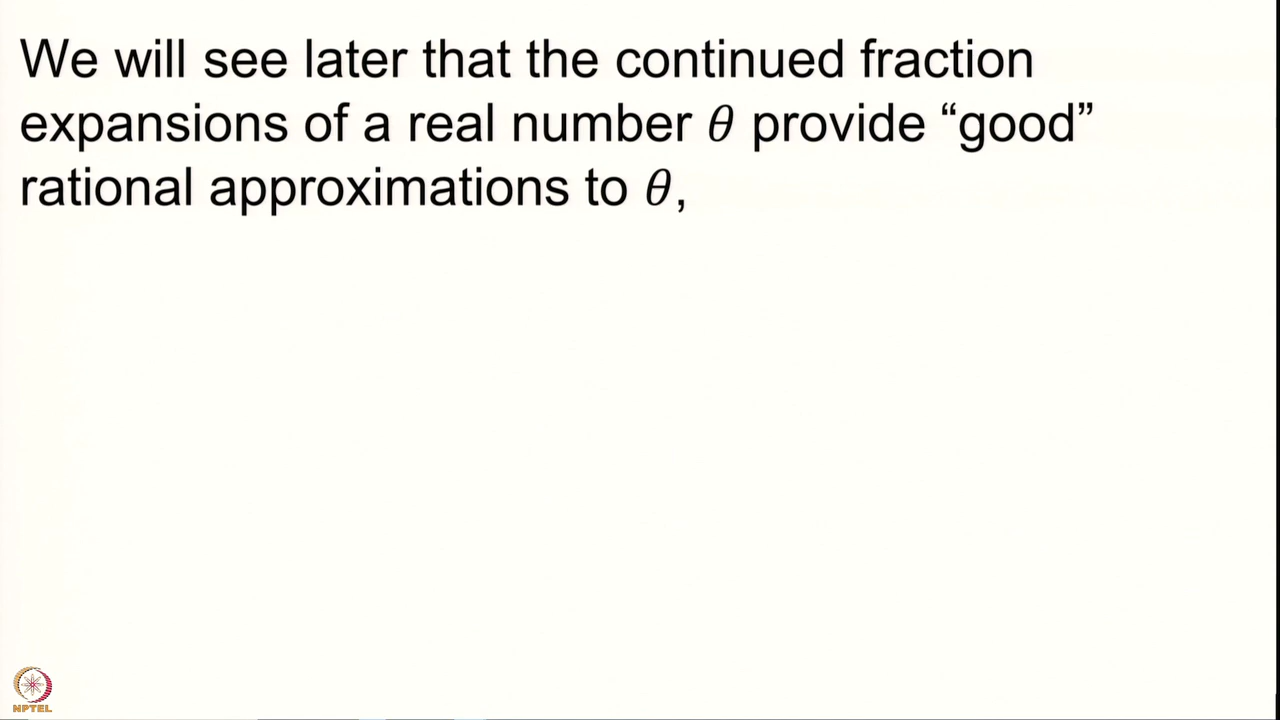 We will see later that the continued fraction
expansions of a real number θ provide “good”
rational approximations to θ,
NPTEL